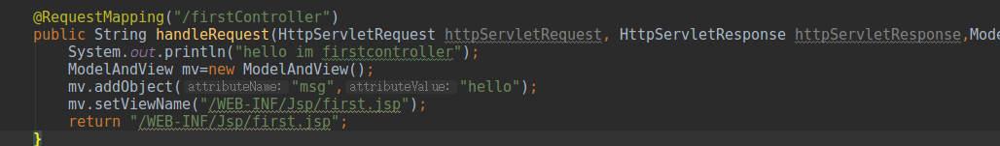 @RequestMapping("/firstController")
public String handleRequest(HttpServletRequest httpServletRequest, HttpServletResponse httpServletResponse,Mode
System.out.println("hello im firstcontroller");
ModelAndView mv=new ModelAndView();
mv.addObject( attributeName: "msg", attributeValue: "hello");
mv.setViewName("/WEB-INF/Jsp/first.jsp");
return "/WEB-INF/Jsp/first.jsp";
}